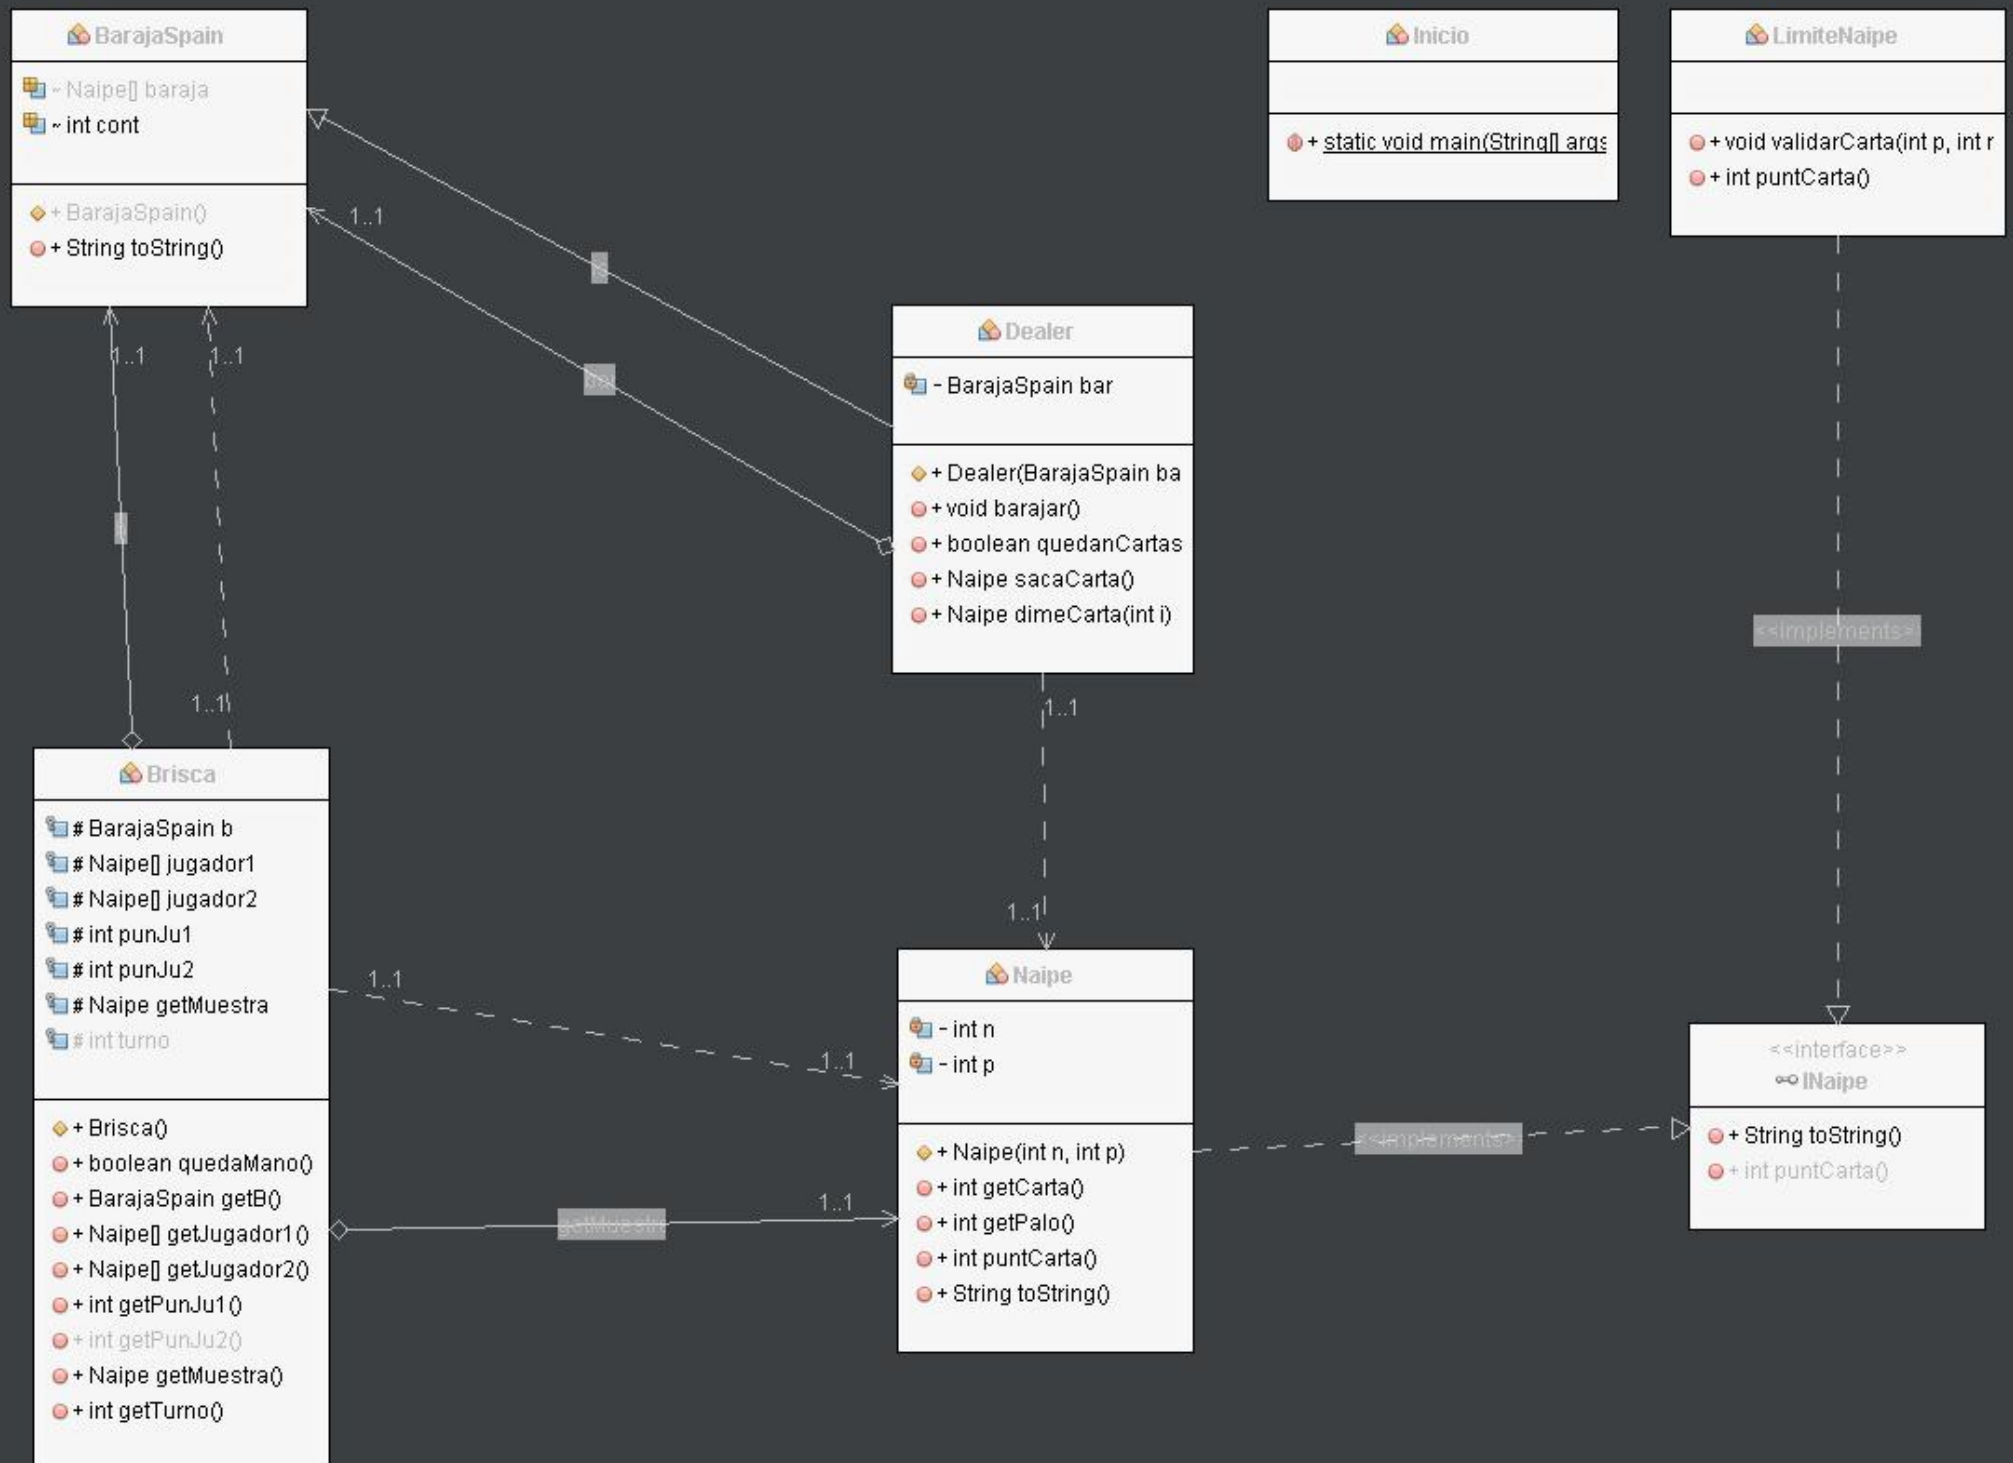 BarajaSpain
~ Naipe[] baraja
~ int cont
+ BarajaSpain()
+ String toString()
Inicio
+ static void main(String[] args
LimiteNaipe
+ void validarCarta(int p, int r
+ int puntCarta()
1..1
1..1
1..1
bar
Dealer
- BarajaSpain bar
+ Dealer(BarajaSpain ba
+ void barajar()
+ boolean quedanCartas
+ Naipe sacaCarta()
+ Naipe dimeCarta(int i)
<<implements>
1..1
1..1
1..1
Brisca
# BarajaSpain b
# Naipe[] jugador1
# Naipe[] jugador2
# int punJu1
# int punJu2
# Naipe getMuestra
# int turno
+ Brisca()
+ boolean quedaMano()
+ BarajaSpain getB()
+ Naipe[] getJugador1()
+ Naipe[] getJugador2()
+ int getPunJu1()
+ int getPunJu2()
+ Naipe getMuestra()
+ int getTurno()
1..1
1..1
getMuestr
1..1
Naipe
- int n
- int p
+ Naipe(int n, int p)
+ int getCarta()
+ int getPalo()
+ int puntCarta()
+ String toString()
<<implements>
<<interface>>
INaipe
+ String toString()
+ int puntCarta()